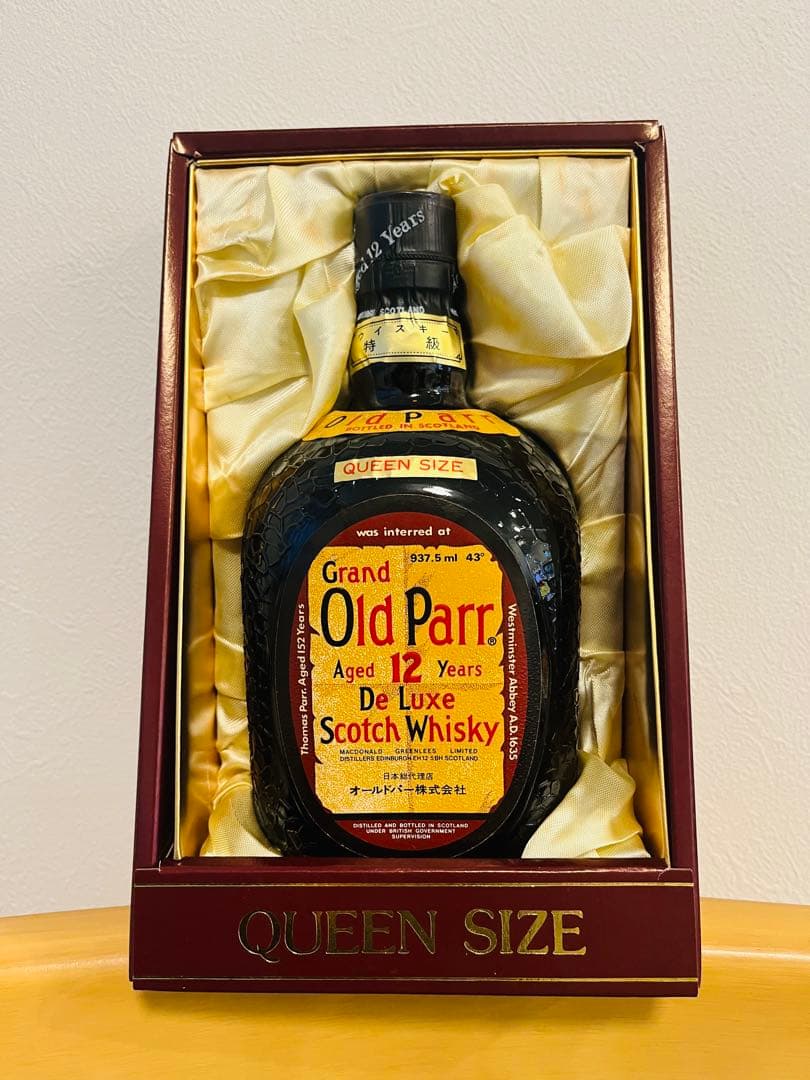 Aged 12 Years
SCOTLAND
ウイスキー
特 級
Old Parr
BOTTLED IN SCOTLAND
QUEEN SIZE
was interred at
937.5 ml 43°
Grand
Old Parr®
Aged 12 Years
De Luxe
Scotch Whisky
MACDONALD GREENLEES LIMITED
DISTILLERS EDINBURGH EH12 5BH SCOTLAND
日本総代理店
オールドパー株式会社
Thomas Parr. Aged 152 Years
Westminster Abbey A.D. 1635
DISTILLED AND BOTTLED IN SCOTLAND
UNDER BRITISH GOVERNMENT
SUPERVISION
QUEEN SIZE